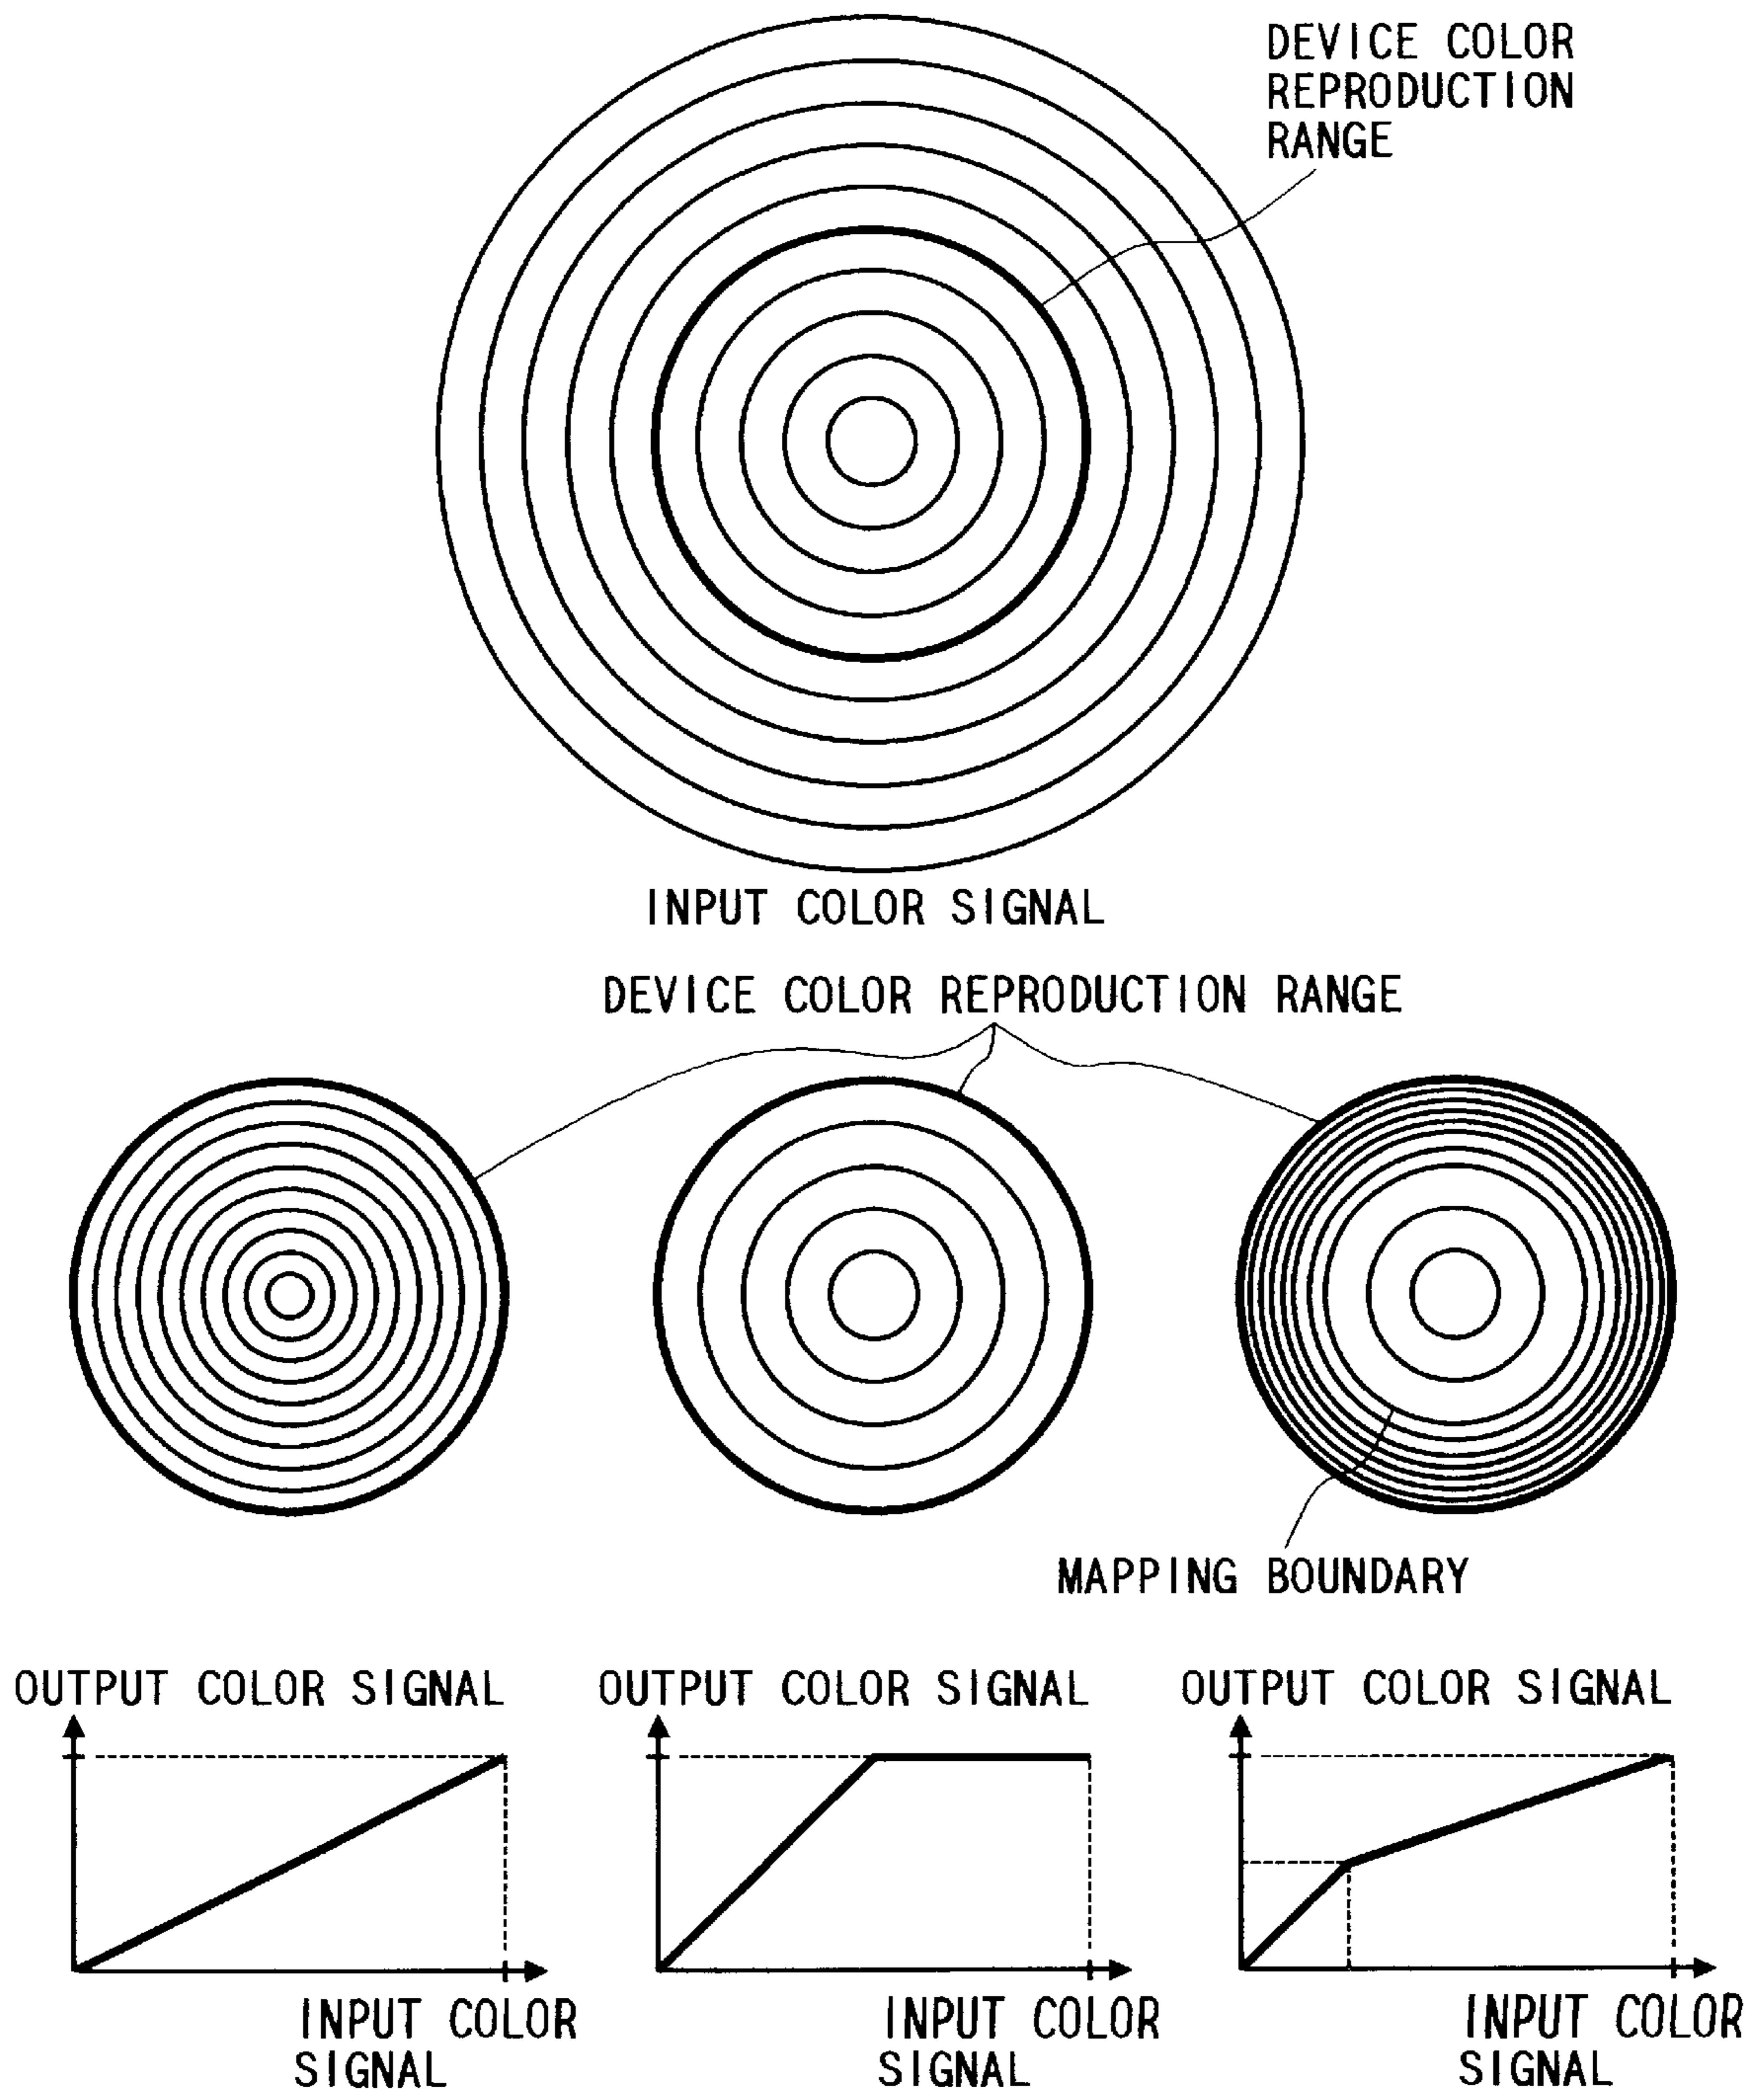 DEVICE COLOR
REPRODUCTION
RANGE
INPUT COLOR SIGNAL
DEVICE COLOR REPRODUCTION RANGE
MAPPING BOUNDARY
OUTPUT COLOR SIGNAL
OUTPUT COLOR SIGNAL
OUTPUT COLOR SIGNAL
INPUT COLOR
SIGNAL
INPUT COLOR
SIGNAL
INPUT COLOR
SIGNAL